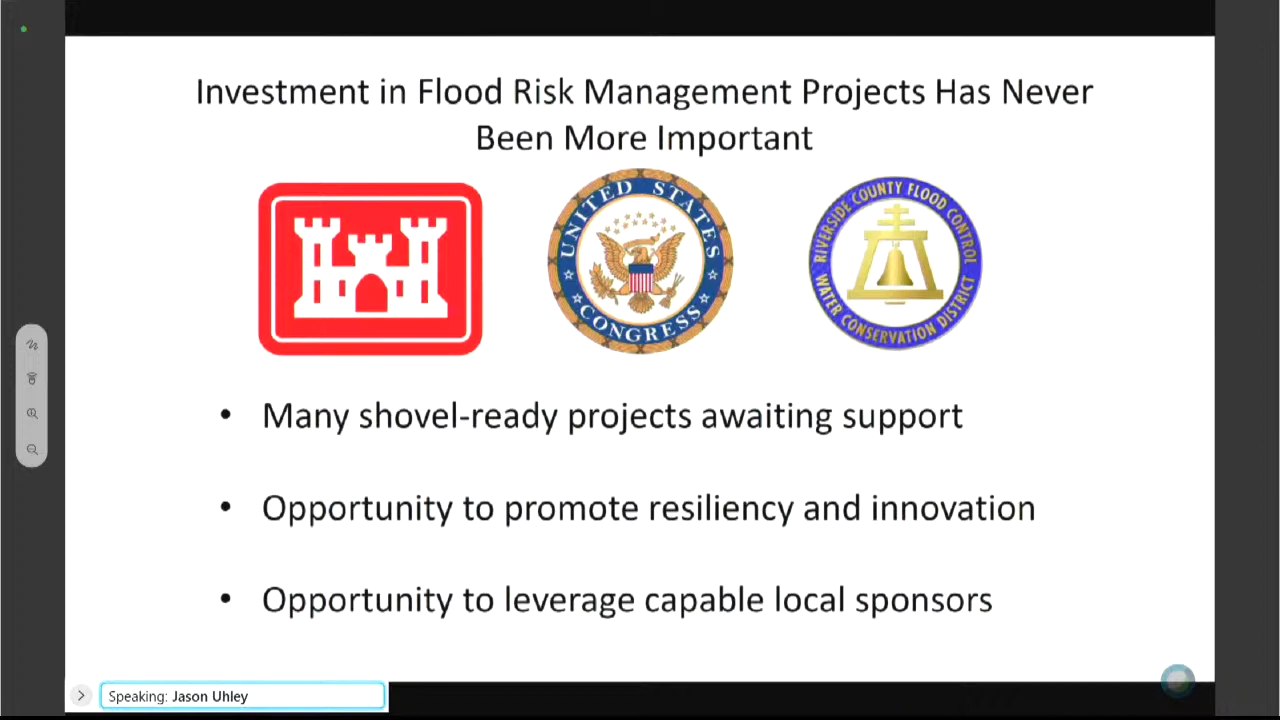 Investment in Flood Risk Management Projects Has Never
Been More Important
UNITED STATES
CONGRESS
RIVERSIDE COUNTY FLOOD CONTROL
WATER CONSERVATION DISTRICT
• Many shovel-ready projects awaiting support
• Opportunity to promote resiliency and innovation
• Opportunity to leverage capable local sponsors
Speaking: Jason Uhley